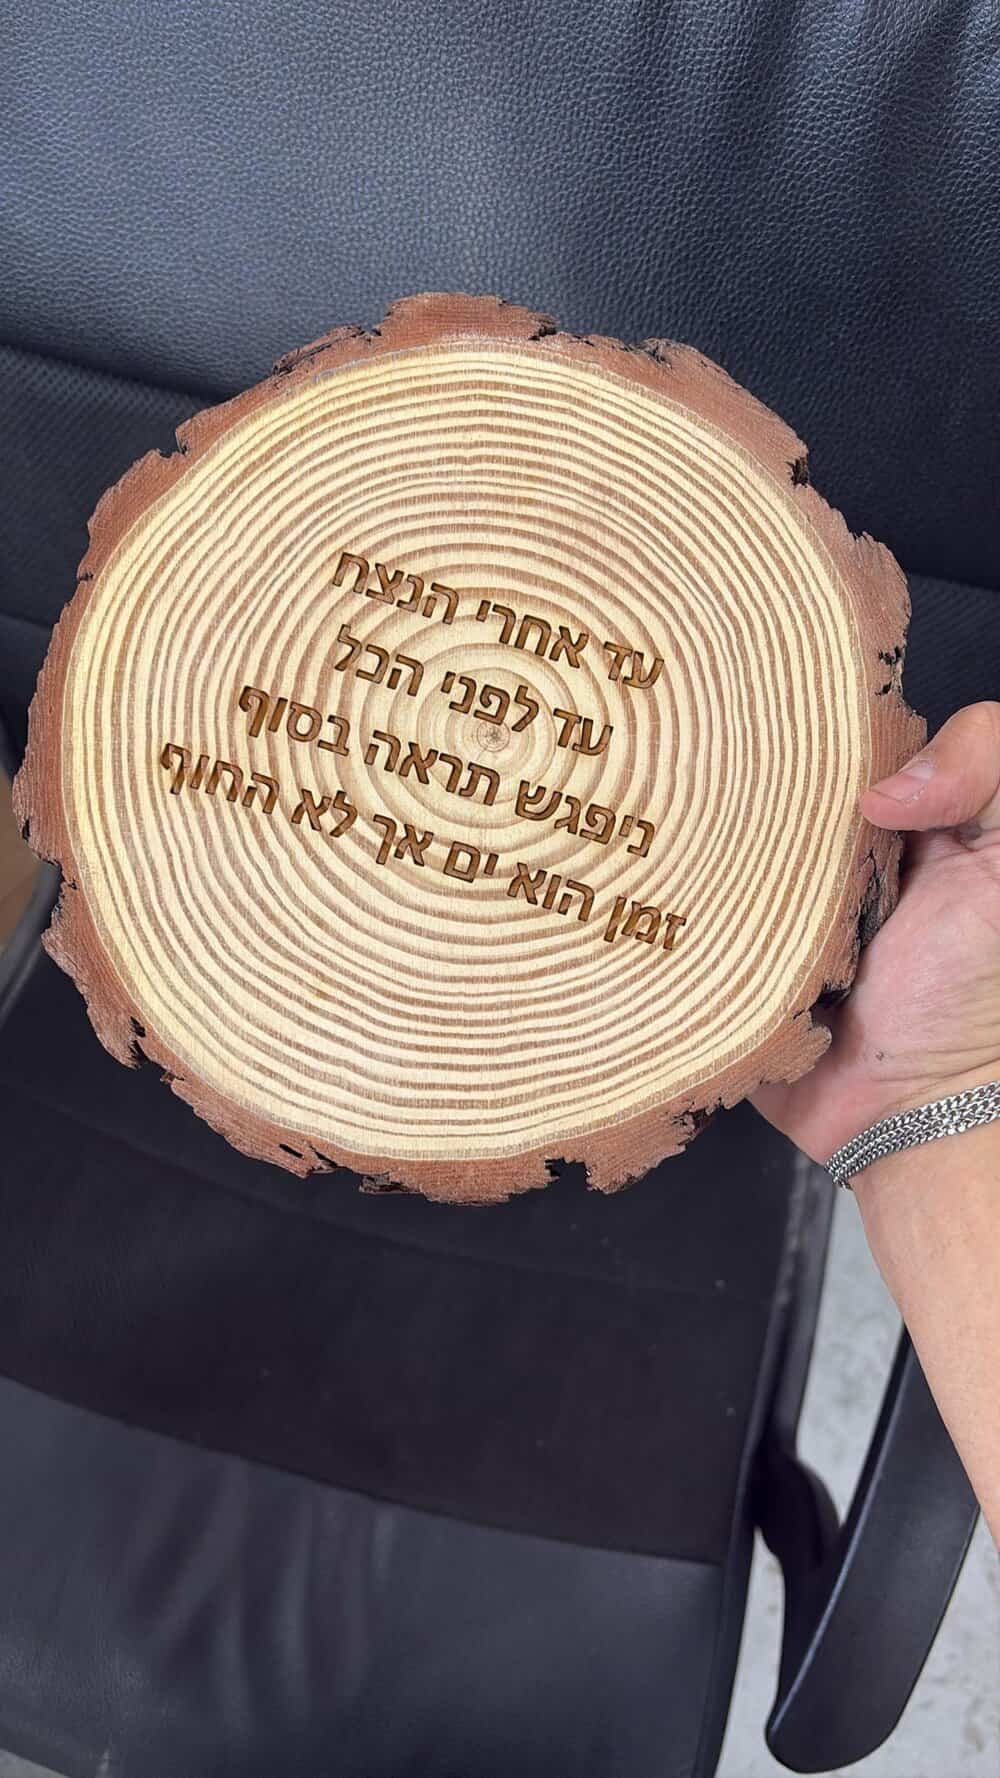 עד אחרי הנצח
עד לפני הכל
ניפגש תראה בסוף
זמן הוא ים אך לא החוף